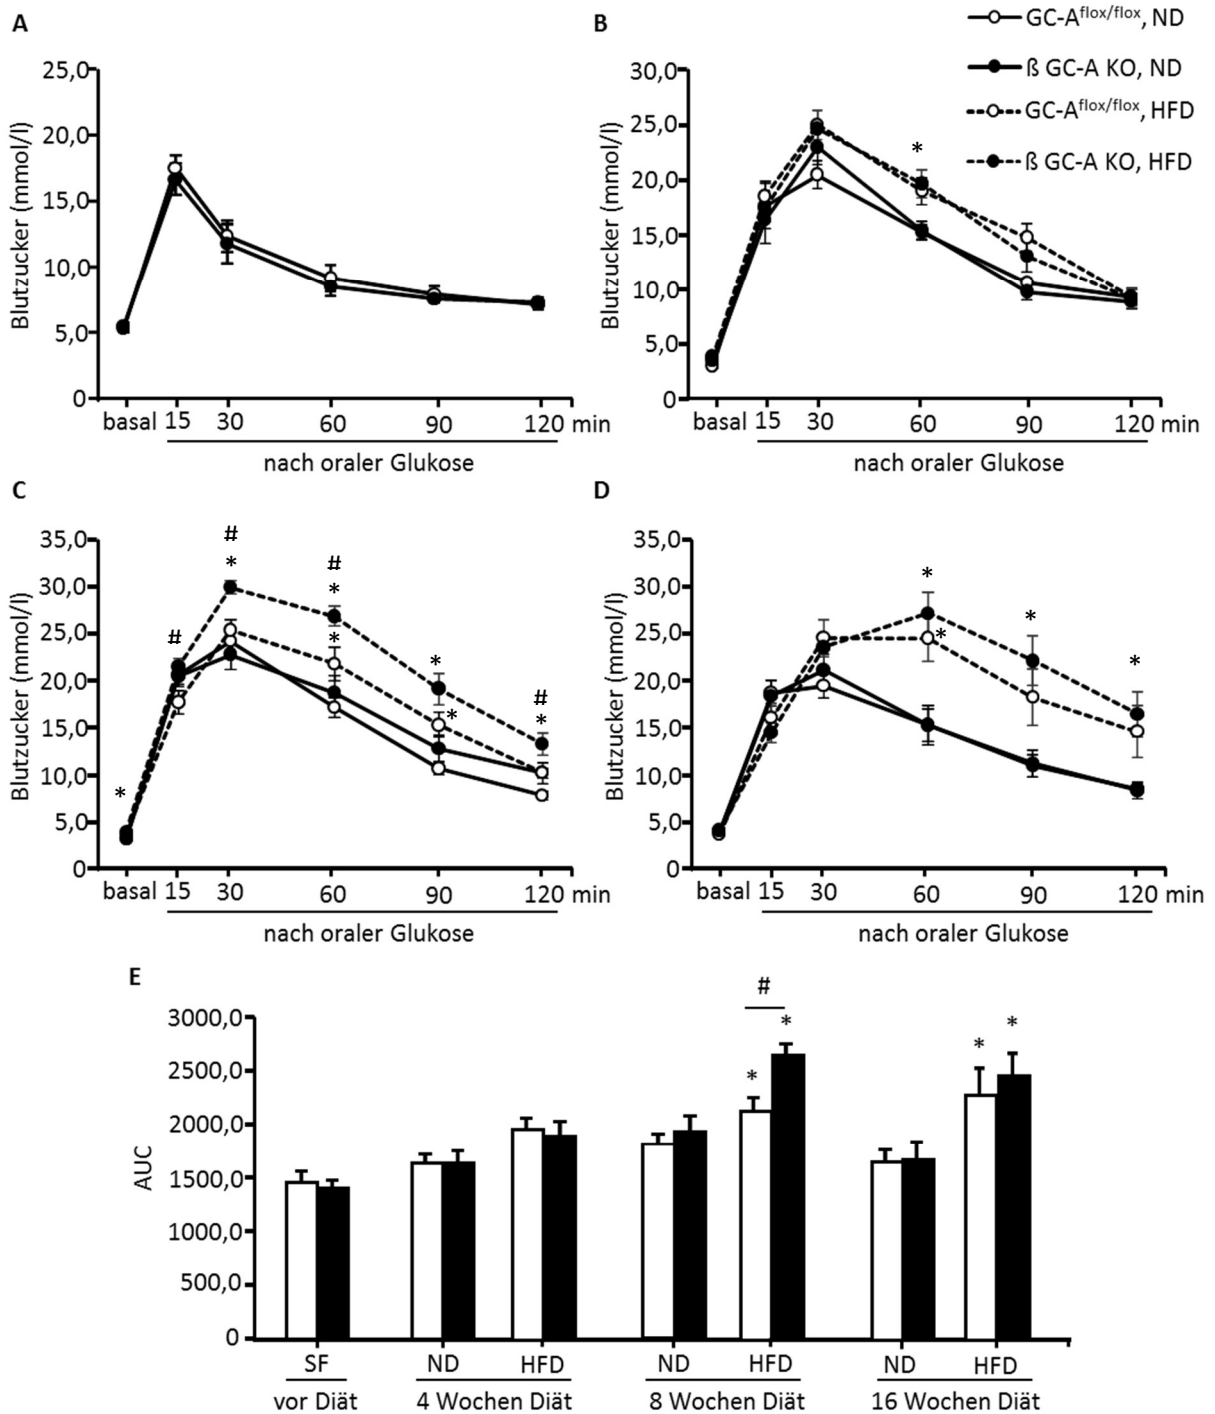 A
B
GC-Aflox/flox, ND
ß GC-A KO, ND
GC-Aflox/flox, HFD
ß GC-A KO, HFD
Blutzucker (mmol/l)
25,0
20,0
15,0
10,0
5,0
0
basal 15 30 60 90 120 min
nach oraler Glukose
Blutzucker (mmol/l)
30,0
25,0
20,0
15,0
10,0
5,0
0
*
basal 15 30 60 90 120 min
nach oraler Glukose
C
D
Blutzucker (mmol/l)
35,0
30,0
25,0
20,0
15,0
10,0
5,0
0
*
#
#
*
#
*
*
*
*
#
*
basal 15 30 60 90 120 min
nach oraler Glukose
Blutzucker (mmol/l)
35,0
30,0
25,0
20,0
15,0
10,0
5,0
0
*
*
*
*
basal 15 30 60 90 120 min
nach oraler Glukose
E
AUC
3000,0
2500,0
2000,0
1500,0
1000,0
500,0
0
#
*
*
*
*
SF ND HFD ND HFD ND HFD
vor Diät 4 Wochen Diät 8 Wochen Diät 16 Wochen Diät